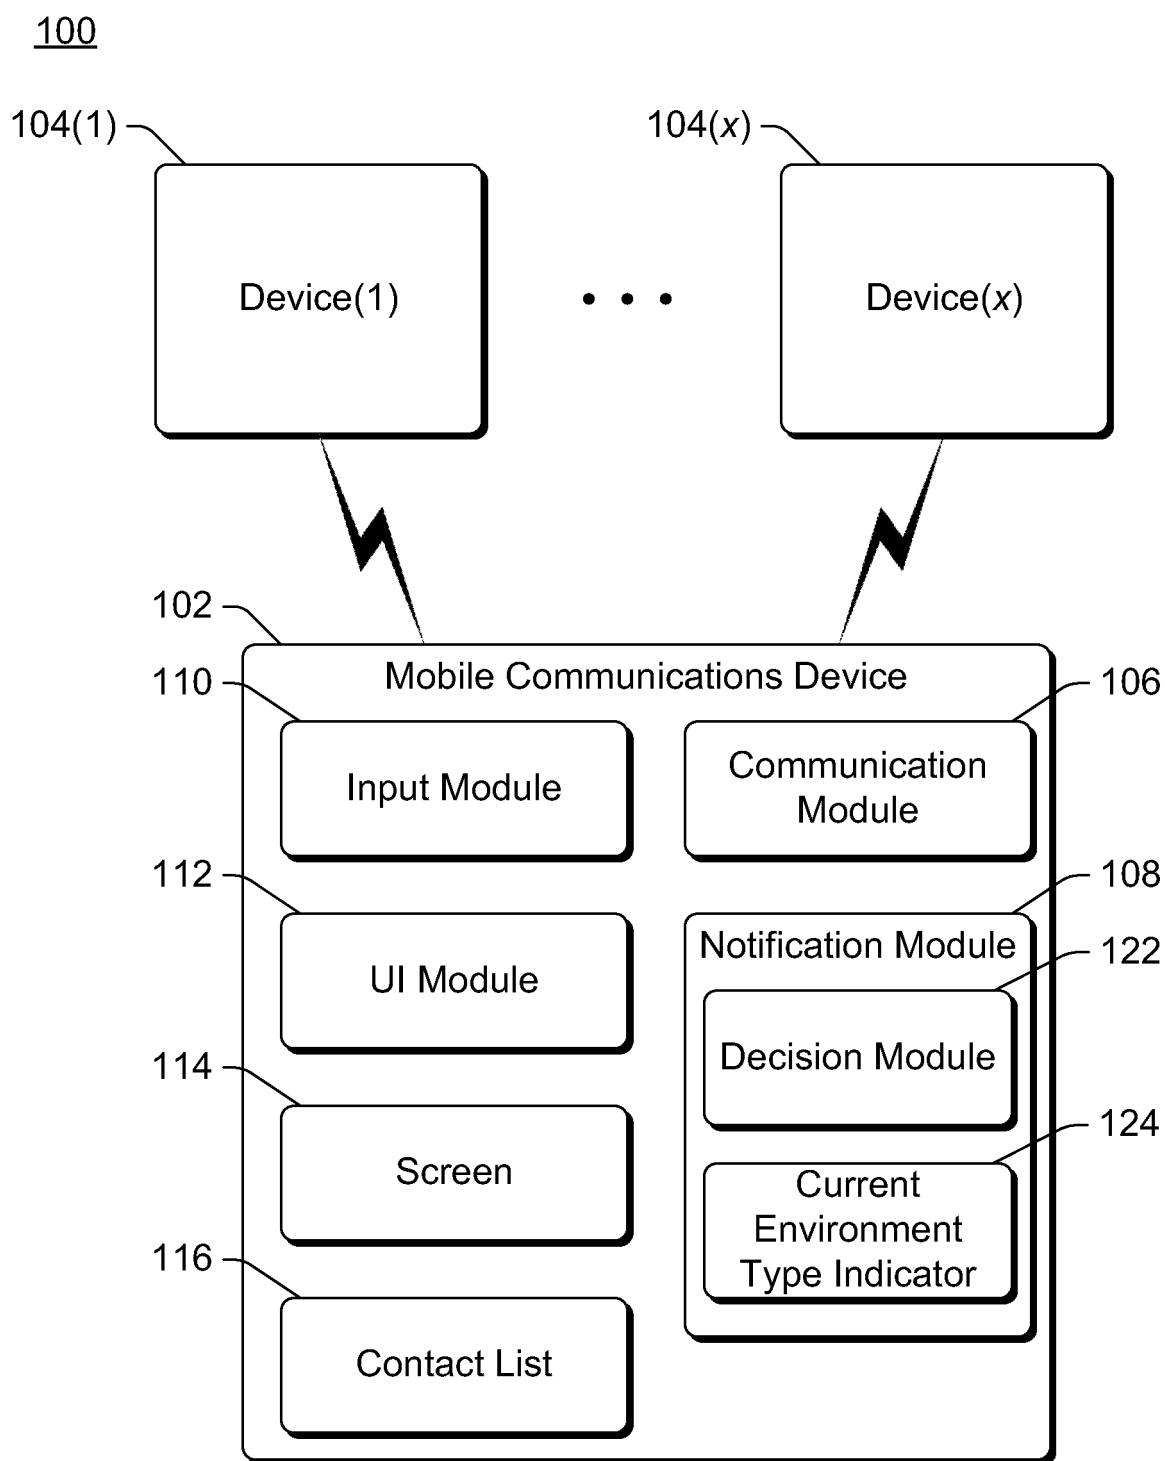 100
104(1)
104(x)
Device(1)
. . .
Device(x)
102
Mobile Communications Device
110
106
Input Module
Communication
Module
112
108
UI Module
Notification Module
122
Decision Module
114
124
Screen
Current
Environment
Type Indicator
116
Contact List